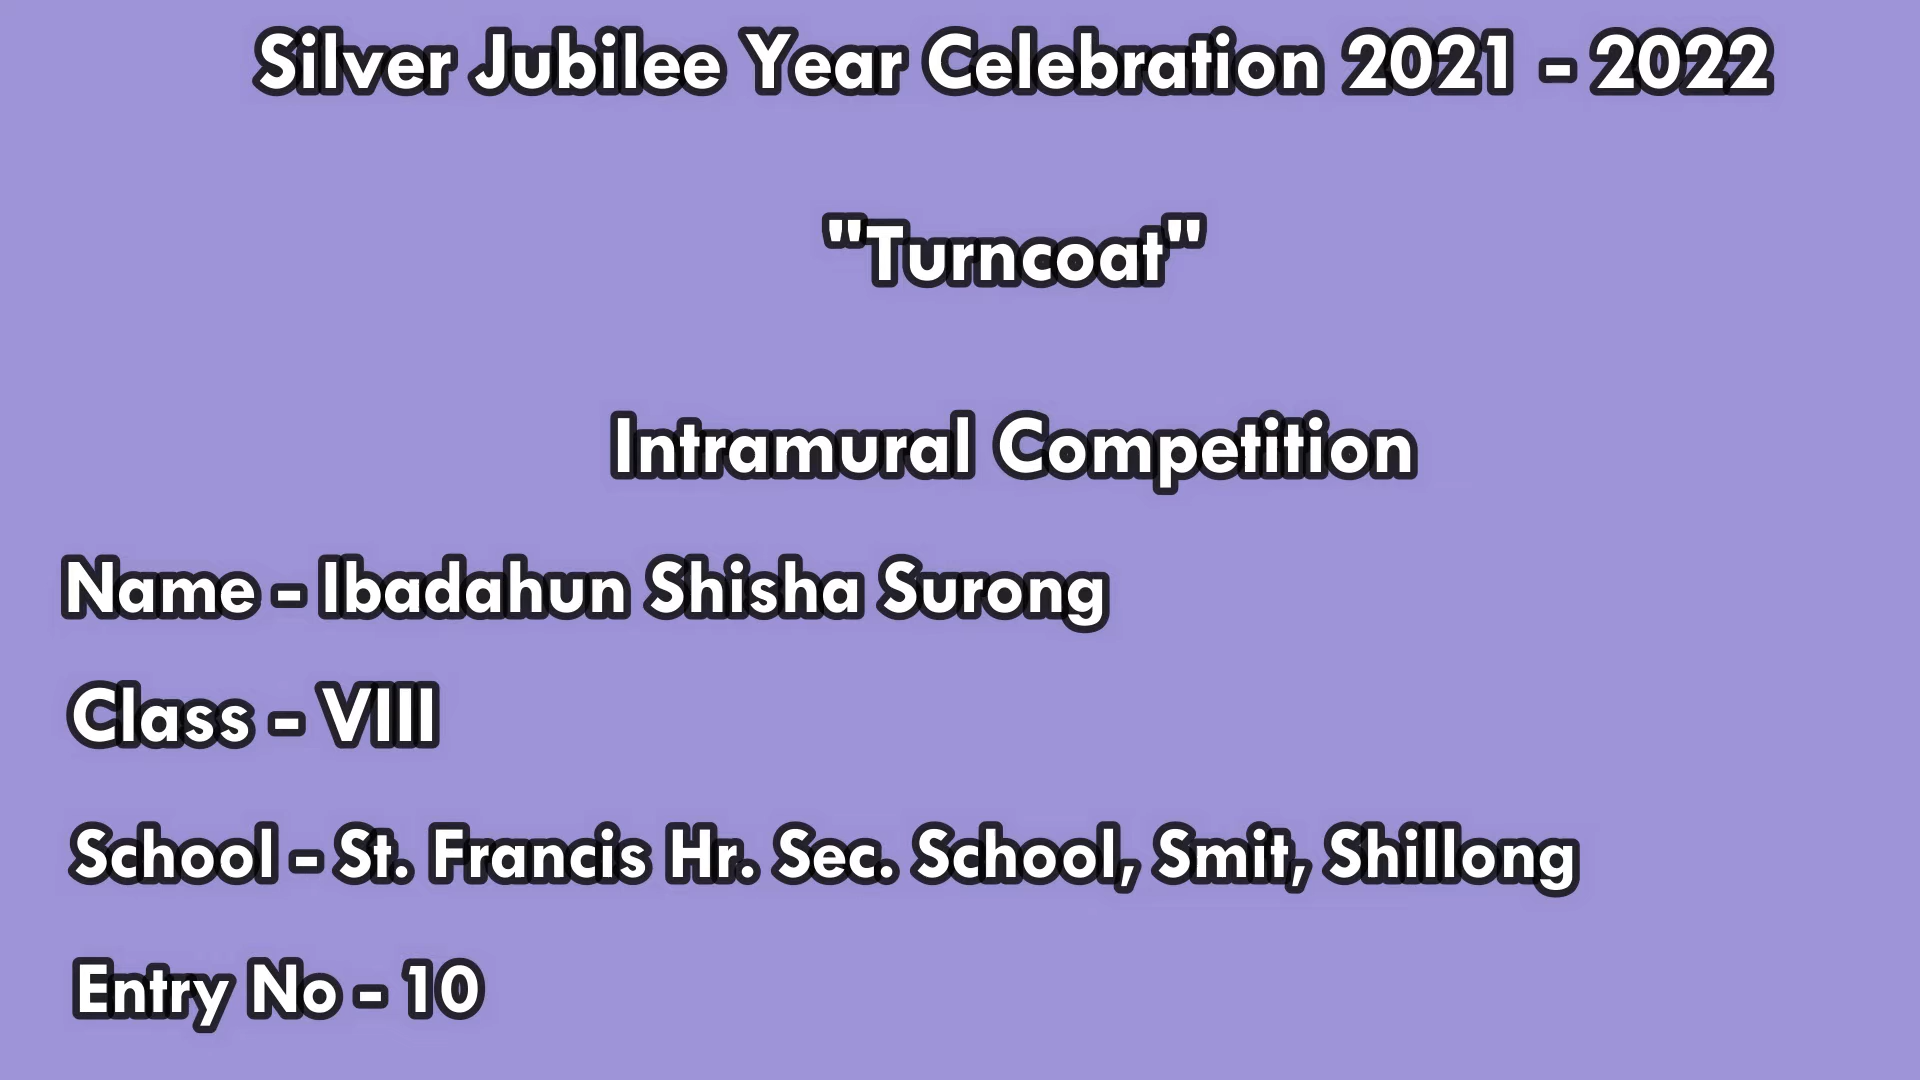 Silver Jubilee Year Celebration 2021 - 2022
"Turncoat"
Intramural Competition
Name - Ibadahun Shisha Surong
Class - VIII
School - St. Francis Hr. Sec. School, Smit, Shillong
Entry No - 10